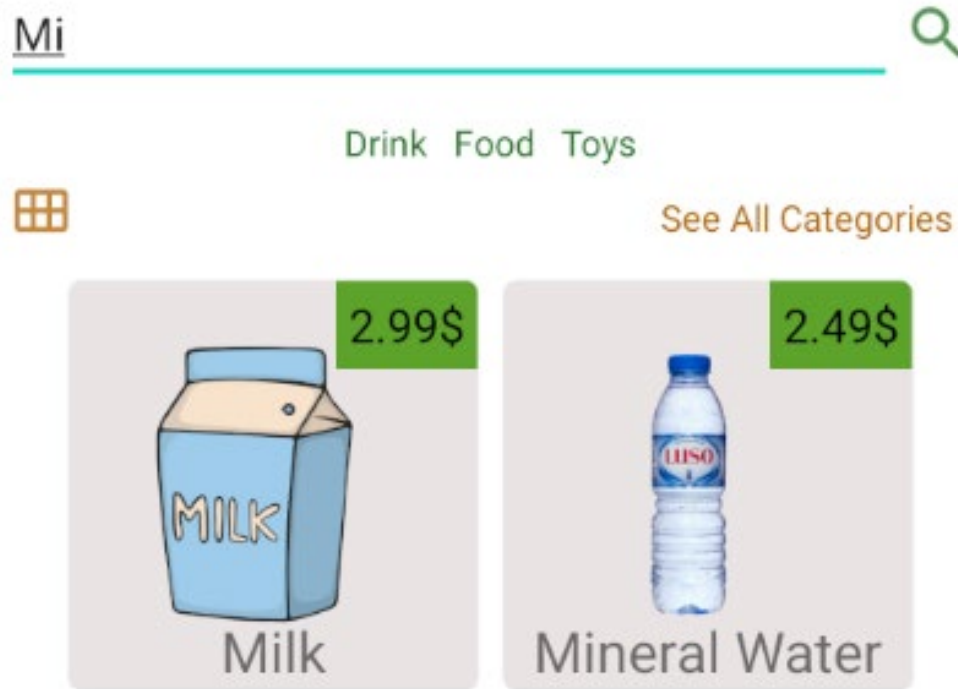 Mi
Drink Food Toys
See All Categories
2.99$
2.49$
MILK
LUSO
Milk
Mineral Water